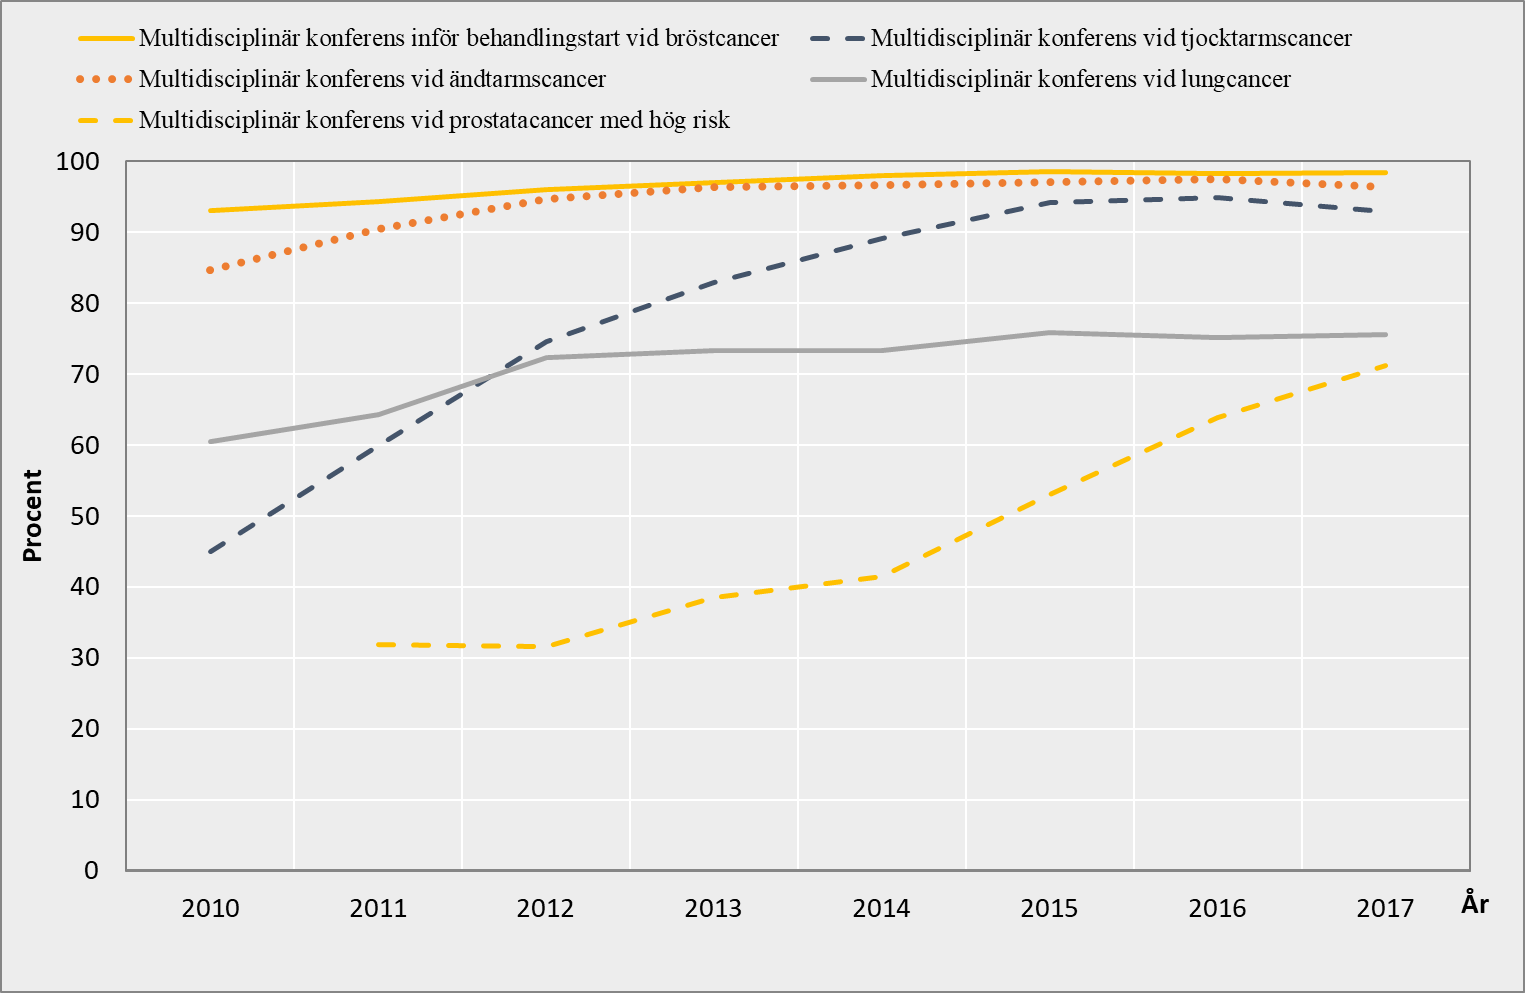 Multidisciplinär konferens inför behandlingstart vid bröstcancer
Multidisciplinär konferens vid tjocktarmscancer
Multidisciplinär konferens vid ändtarmscancer
Multidisciplinär konferens vid lungcancer
Multidisciplinär konferens vid prostatacancer med hög risk
100
90
80
70
60
50
40
30
20
10
0
Procent
2010 2011 2012 2013 2014 2015 2016 2017 År